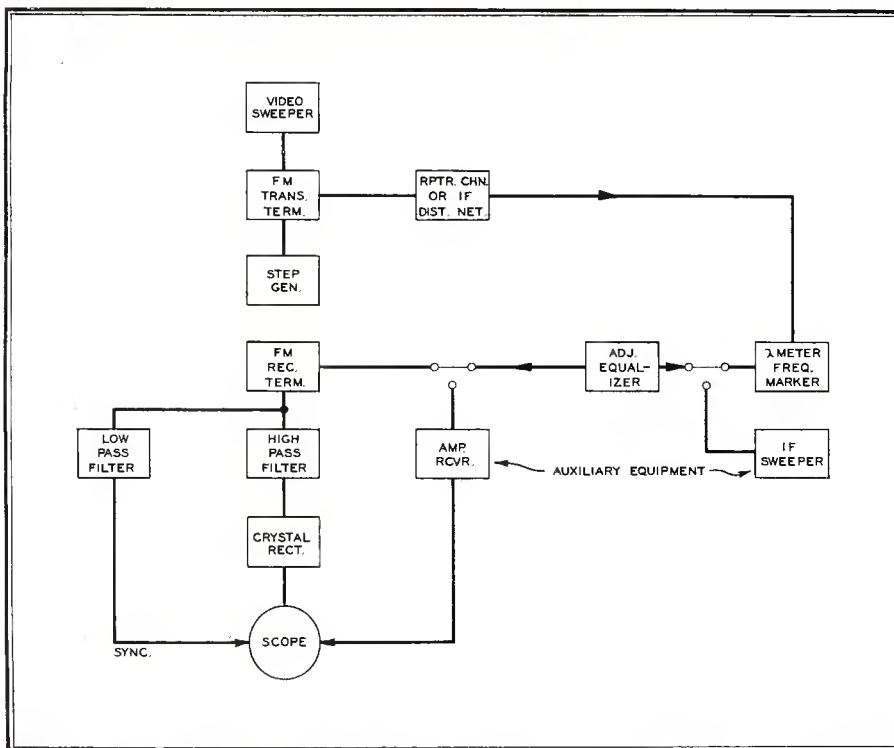 VIDEO
SWEEPER
FM
TRANS.
TERM.
RPTR. CHN.
OR IF
DIST. NET.
STEP
GEN.
FM
REC.
TERM.
ADJ.
EQUAL-
IZER
λ METER
FREQ.
MARKER
LOW
PASS
FILTER
HIGH
PASS
FILTER
AMP.
RCVR.
AUXILIARY EQUIPMENT
IF
SWEEPER
CRYSTAL
RECT.
SCOPE
SYNC.